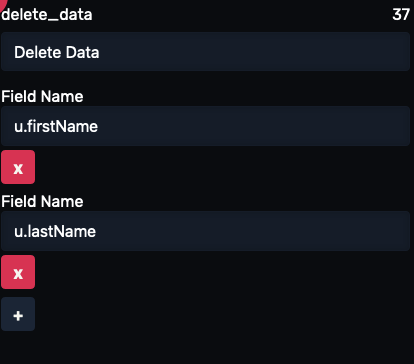 delete_data 37
Delete Data
Field Name
u.firstName
x
Field Name
u.lastName
x
+